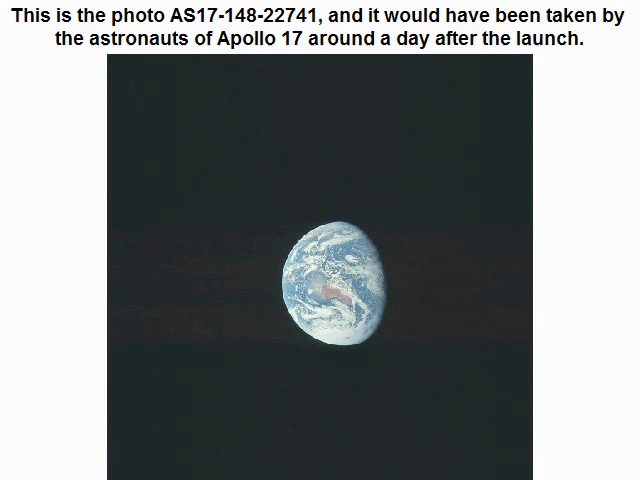 This is the photo AS17-148-22741, and it would have been taken by
the astronauts of Apollo 17 around a day after the launch.